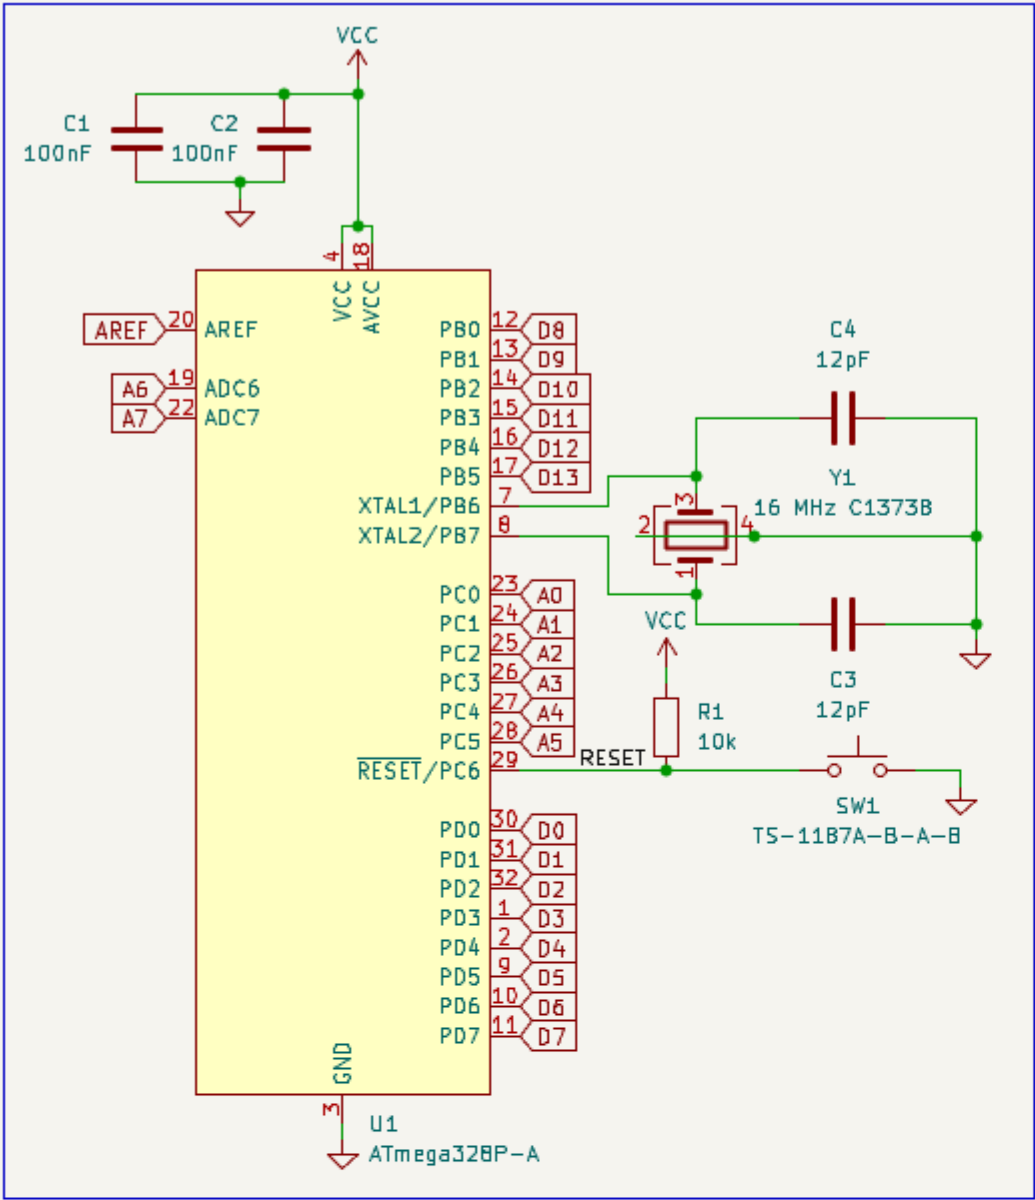 VCC
C1
100nF
C2
100nF
4
18
VCC
AVCC
AREF 20 AREF
A6 19 ADC6
A7 22 ADC7
PB0 12 D8
PB1 13 D9
PB2 14 D10
PB3 15 D11
PB4 16 D12
PB5 17 D13
XTAL1/PB6 7
XTAL2/PB7 8
C4
12pF
Y1
16 MHz C1373B
3
2
4
1
PC0 23 A0
PC1 24 A1
PC2 25 A2
PC3 26 A3
PC4 27 A4
PC5 28 A5
RESET/PC6 29
RESET
VCC
R1
10k
C3
12pF
SW1
TS-1187A-B-A-B
PD0 30 D0
PD1 31 D1
PD2 32 D2
PD3 1 D3
PD4 2 D4
PD5 9 D5
PD6 10 D6
PD7 11 D7
GND
3
U1
ATmega328P-A